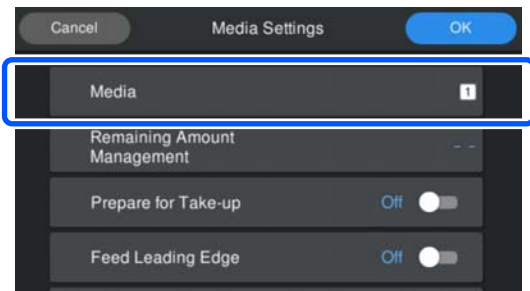 Cancel Media Settings OK
Media 1
Remaining Amount
Management - -
Prepare for Take-up Off
Feed Leading Edge Off